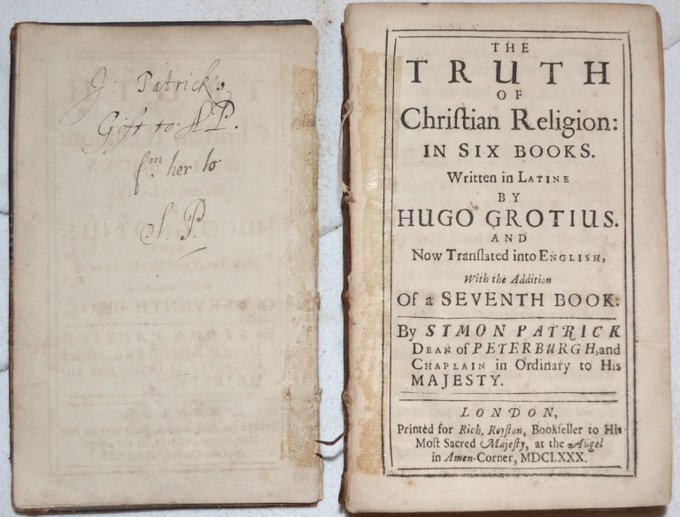 J: Patrick's
Gift to AP.
fm her to
S. P.
THE
TRUTH
OF
Chriſtian Religion:
IN SIX BOOKS.
Written in LATINE
BY
HUGO GROTIUS.
AND
Now Tranſlated into ENGLISH,
With the Addition
Of a SEVENTH BOOK:
By SYMON PATRICK
DEAN of PETERBURGH, and
CHAPLAIN in Ordinary to His
MAJESTY.
LONDON,
Printed for Rich. Royſton, Bookſeller to His
Moſt Sacred Majeſty, at the Angel
in Amen-Corner, MDCLXXX.